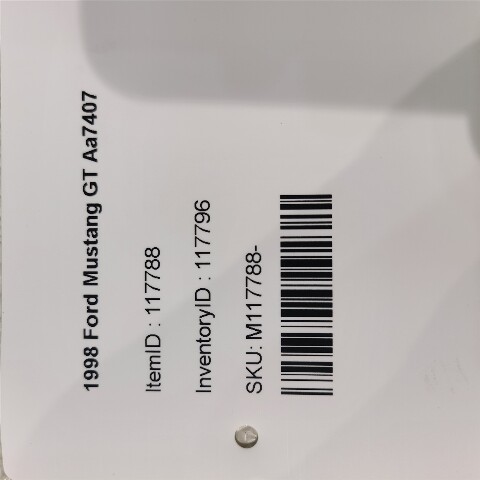 1998 Ford Mustang GT Aa7407
ItemID : 117788
InventoryID : 117796
SKU: M117788-